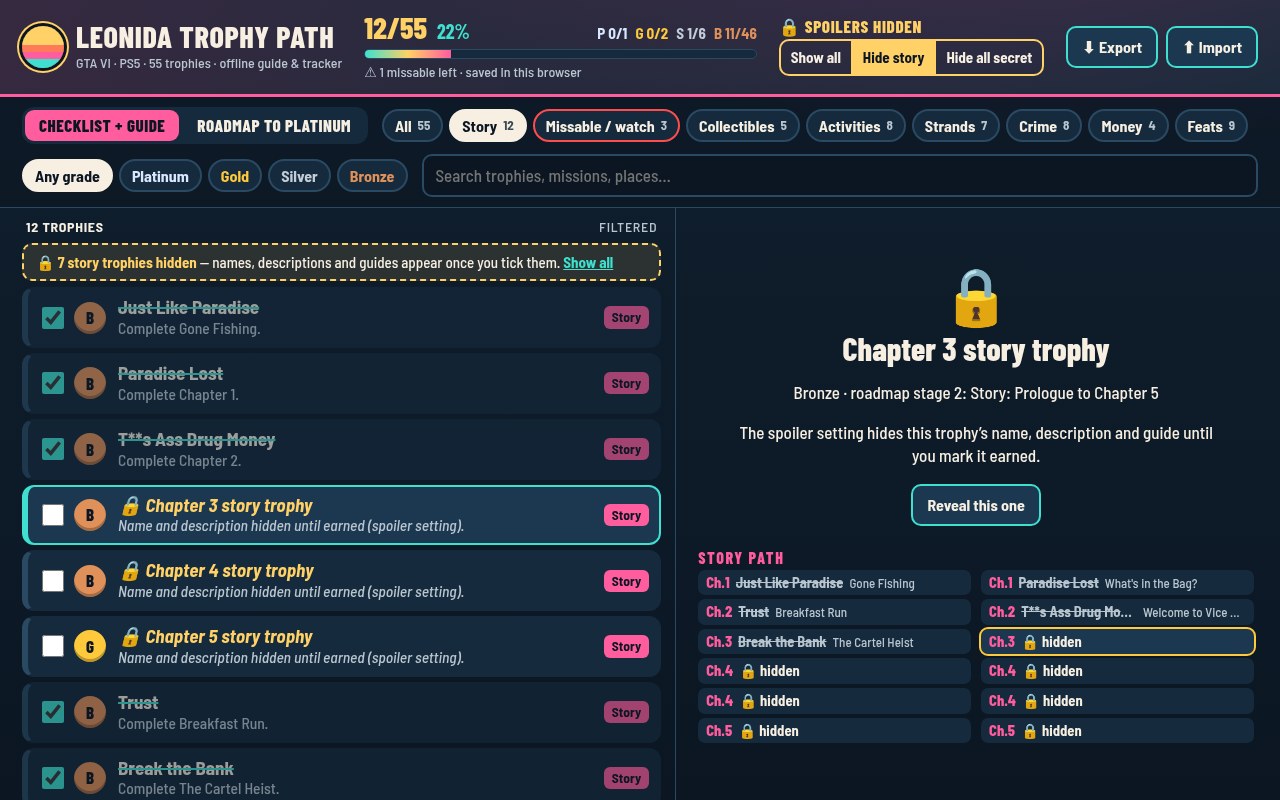 LEONIDA TROPHY PATH
GTA VI · PS5 · 55 trophies · offline guide & tracker
12/55 22%
P 0/1 G 0/2 S 1/6 B 11/46
⚠ 1 missable left · saved in this browser
🔒 SPOILERS HIDDEN
Show all Hide story Hide all secret
⬇ Export ⬆ Import
CHECKLIST + GUIDE ROADMAP TO PLATINUM
All 55 Story 12 Missable / watch 3 Collectibles 5 Activities 8 Strands 7 Crime 8 Money 4 Feats 9
Any grade Platinum Gold Silver Bronze
Search trophies, missions, places...
12 TROPHIES FILTERED
🔒 7 story trophies hidden — names, descriptions and guides appear once you tick them. Show all
B Just Like Paradise Story
Complete Gone Fishing.
B Paradise Lost Story
Complete Chapter 1.
B T**s Ass Drug Money Story
Complete Chapter 2.
B 🔒 Chapter 3 story trophy Story
Name and description hidden until earned (spoiler setting).
B 🔒 Chapter 4 story trophy Story
Name and description hidden until earned (spoiler setting).
G 🔒 Chapter 5 story trophy Story
Name and description hidden until earned (spoiler setting).
B Trust Story
Complete Breakfast Run.
B Break the Bank Story
Complete The Cartel Heist.
🔒
Chapter 3 story trophy
Bronze · roadmap stage 2: Story: Prologue to Chapter 5
The spoiler setting hides this trophy’s name, description and guide until
you mark it earned.
Reveal this one
STORY PATH
Ch.1 Just Like Paradise Gone Fishing
Ch.1 Paradise Lost What's in the Bag?
Ch.2 Trust Breakfast Run
Ch.2 T**s Ass Drug Mo... Welcome to Vice ...
Ch.3 Break the Bank The Cartel Heist
Ch.3 🔒 hidden
Ch.4 🔒 hidden
Ch.4 🔒 hidden
Ch.4 🔒 hidden
Ch.4 🔒 hidden
Ch.5 🔒 hidden
Ch.5 🔒 hidden